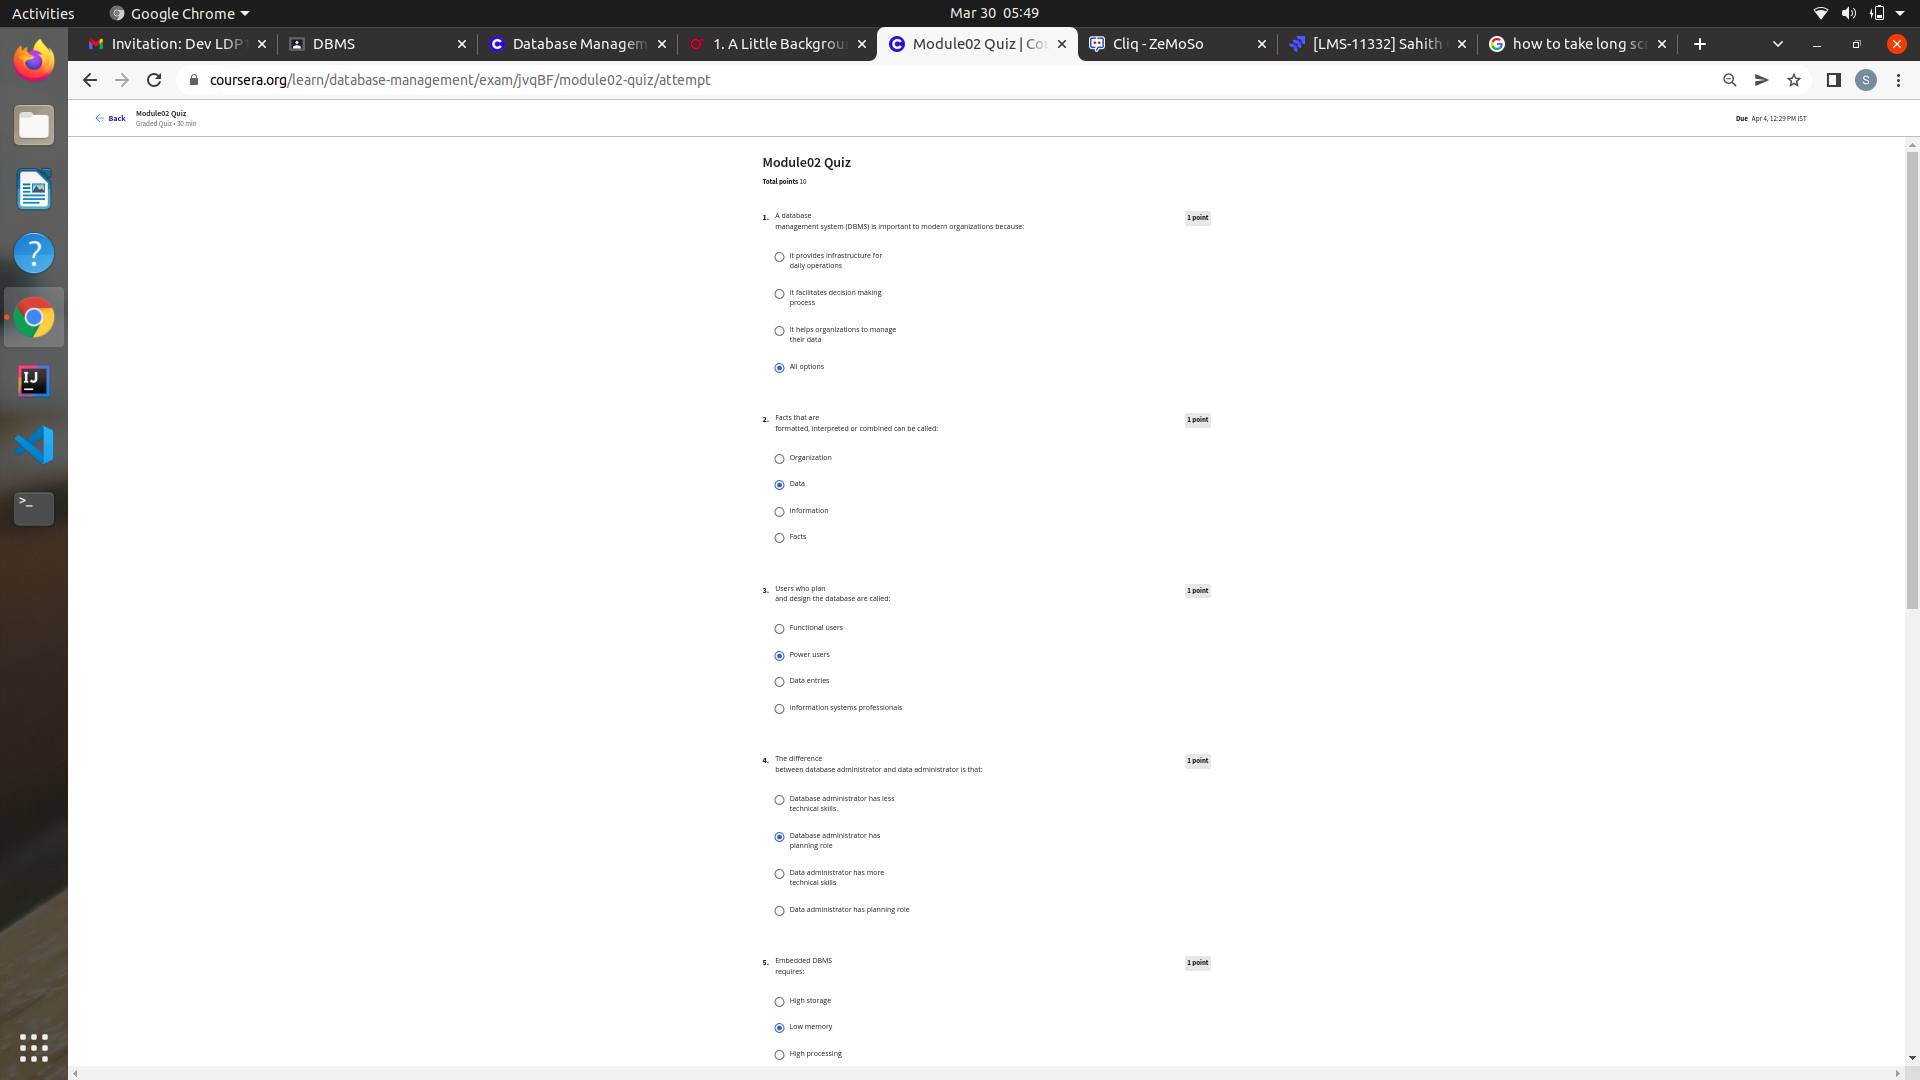 Activities
Google Chrome
Mar 30 05:49
Invitation: Dev LDP
DBMS
Database Managem
1. A Little Backgrou
Module02 Quiz | Co
Cliq - ZeMoSo
[LMS-11332] Sahith
how to take long sc
coursera.org/learn/database-management/exam/jvqBF/module02-quiz/attempt
S
Back
Module02 Quiz
Graded Quiz • 30 min
Due Apr 4, 12:29 PM IST
Module02 Quiz
Total points 10
1. A database
management system (DBMS) is important to modern organizations because:
1 point
It provides infrastructure for
daily operations
It facilitates decision making
process
It helps organizations to manage
their data
All options
2. Facts that are
formatted, interpreted or combined can be called:
1 point
Organization
Data
Information
Facts
3. Users who plan
and design the database are called:
1 point
Functional users
Power users
Data entries
Information systems professionals
4. The difference
between database administrator and data administrator is that:
1 point
Database administrator has less
technical skills.
Database administrator has
planning role
Data administrator has more
technical skills
Data administrator has planning role
5. Embedded DBMS
requires:
1 point
High storage
Low memory
High processing